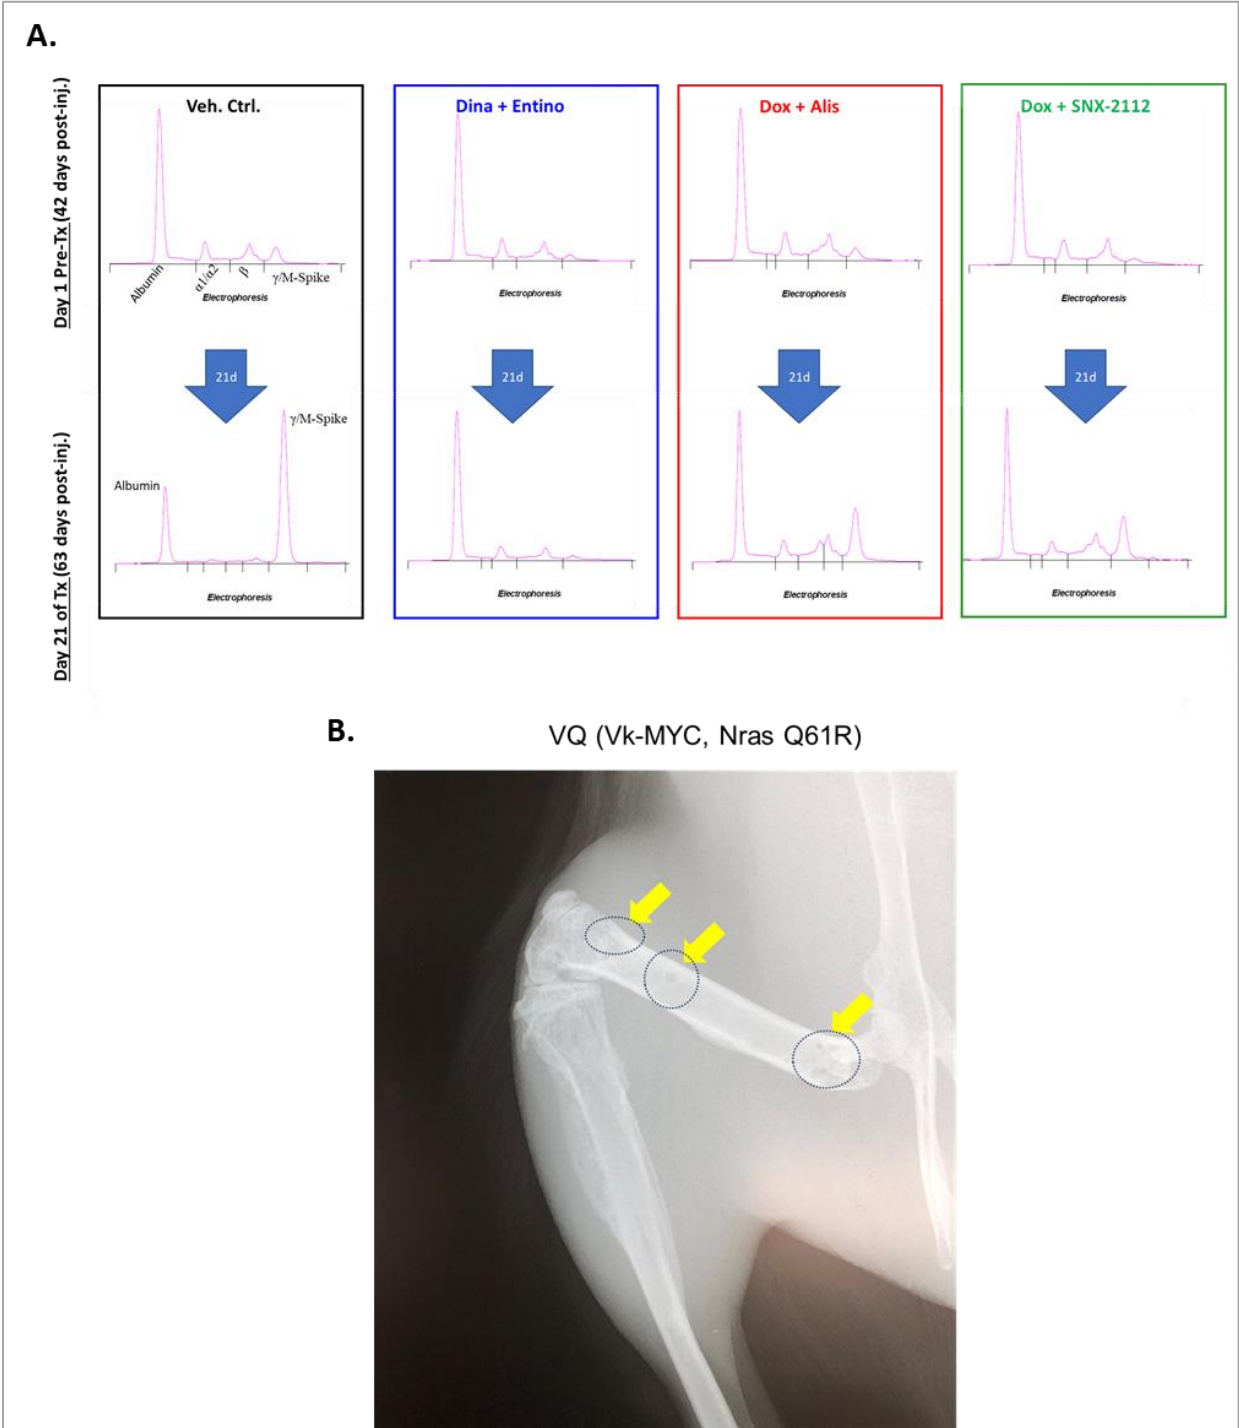 A.
Day 1 Pre-Tx (42 days post-inj.)
Veh. Ctrl.
Dina + Entino
Dox + Alis
Dox + SNX-2112
Albumin
α1/α2
β
γ/M-Spike
Electrophoresis
Electrophoresis
Electrophoresis
Electrophoresis
21d
21d
21d
21d
Day 21 of Tx (63 days post-inj.)
γ/M-Spike
Albumin
Electrophoresis
Electrophoresis
Electrophoresis
Electrophoresis
B.
VQ (Vk-MYC, Nras Q61R)